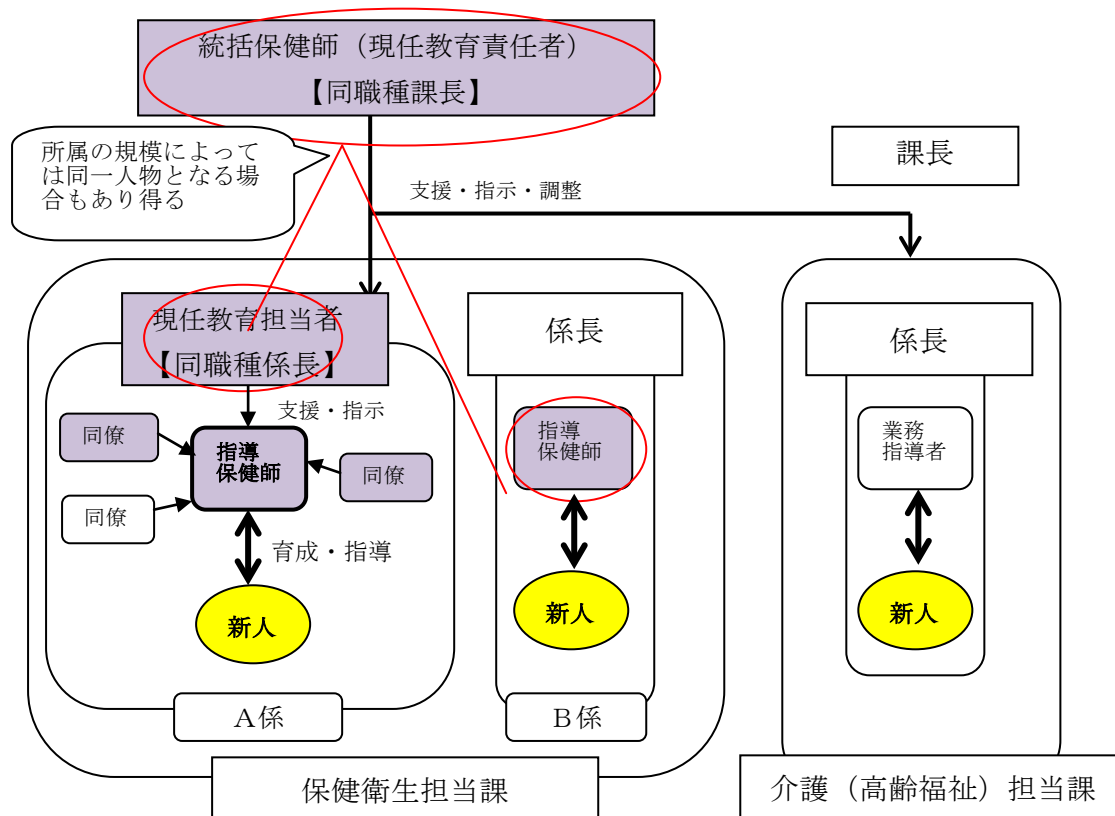 統括保健師（現任教育責任者）
【同職種課長】
所属の規模によって
は同一人物となる場
合もあり得る
課長
支援・指示・調整
現任教育担当者
【同職種係長】
係長
係長
支援・指示
同僚
指導
保健師
同僚
同僚
指導
保健師
業務
指導者
育成・指導
新人
新人
新人
Ａ係
Ｂ係
保健衛生担当課
介護（高齢福祉）担当課